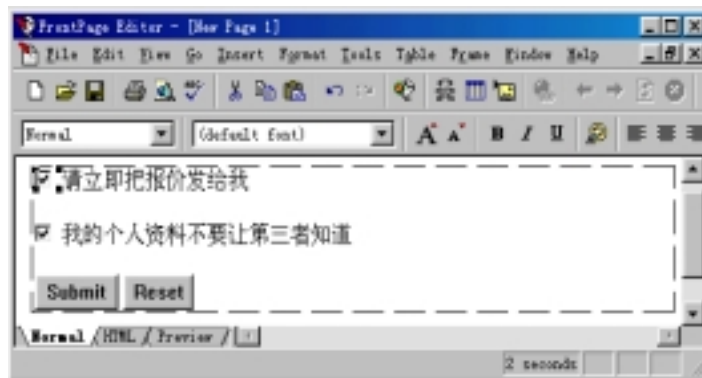 FrontPage Editor - [New Page 1]
File Edit View Go Insert Format Tools Table Frame Window Help
Normal (default font) A A B I U
请立即把报价发给我
我的个人资料不要让第三者知道
Submit Reset
Normal HTML Preview
2 seconds